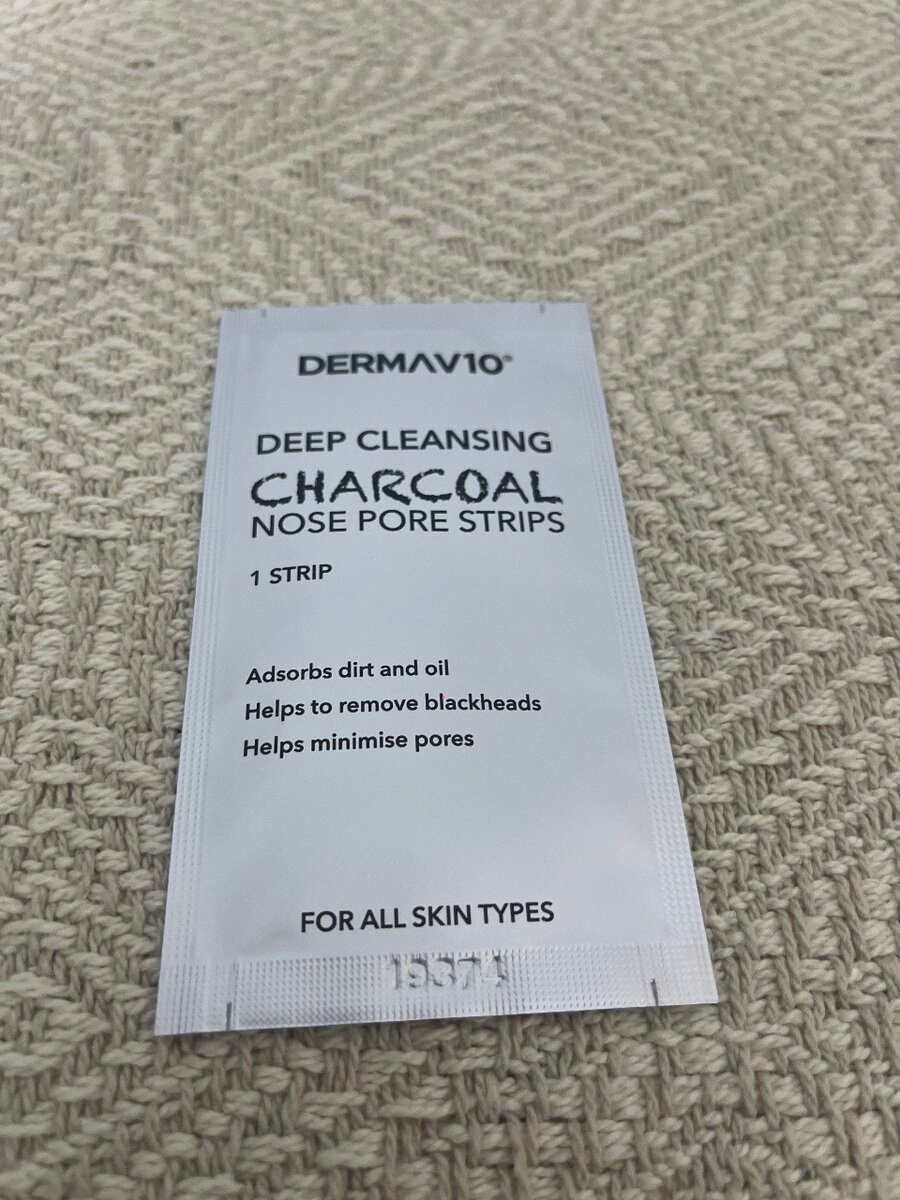 DERMAV10®
DEEP CLEANSING
CHARCOAL
NOSE PORE STRIPS
1 STRIP
Adsorbs dirt and oil
Helps to remove blackheads
Helps minimise pores
FOR ALL SKIN TYPES
19374